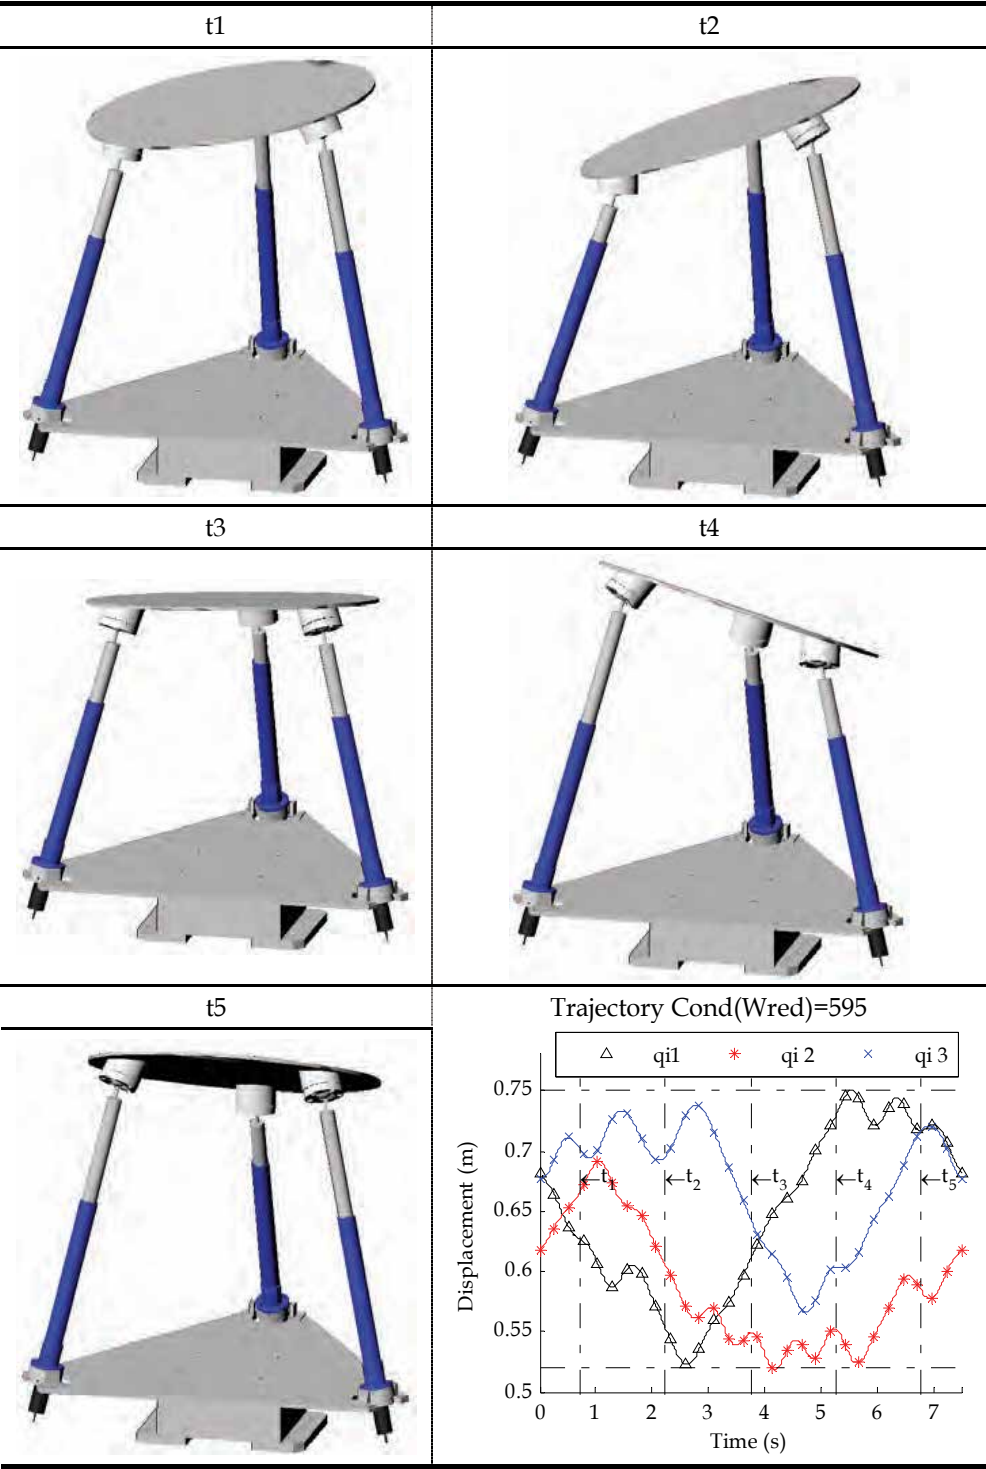 t1
t2
t3
t4
t5
Trajectory Cond(Wred)=595
qi1 qi 2 qi 3
0.75
0.7
0.65
0.6
0.55
0.5
←t1 ←t2 ←t3 ←t4 ←t5
Displacement (m)
0 1 2 3 4 5 6 7
Time (s)